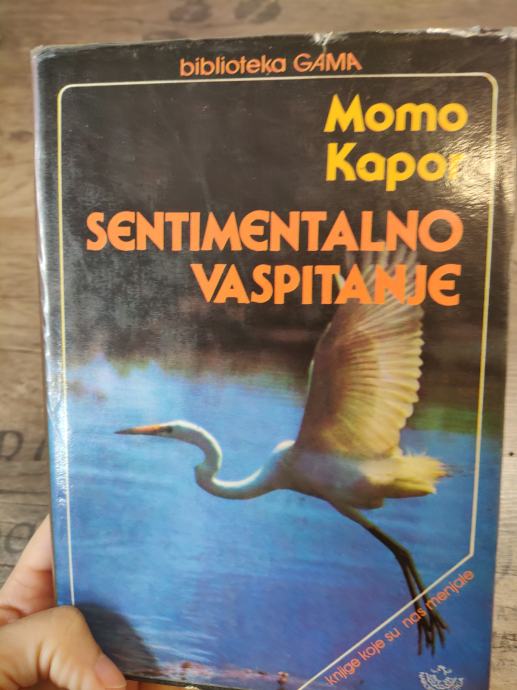 biblioteka GAMA
Momo
Kapor
SENTIMENTALNO
VASPITANJE
knjige koje su nas menjale